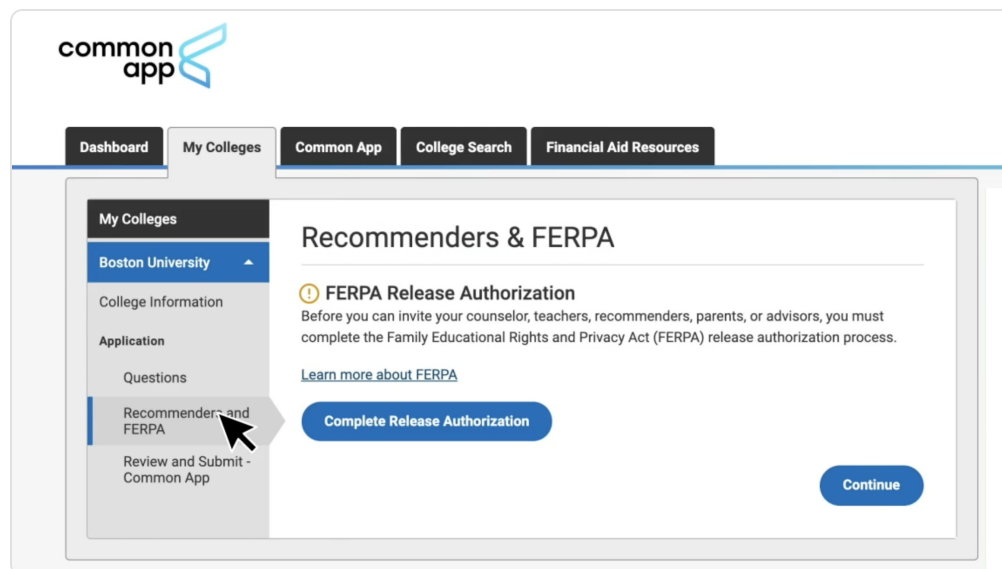 common
app
Dashboard
My Colleges
Common App
College Search
Financial Aid Resources
My Colleges
Boston University
College Information
Application
Questions
Recommenders and
FERPA
Review and Submit -
Common App
Recommenders & FERPA
FERPA Release Authorization
Before you can invite your counselor, teachers, recommenders, parents, or advisors, you must
complete the Family Educational Rights and Privacy Act (FERPA) release authorization process.
Learn more about FERPA
Complete Release Authorization
Continue